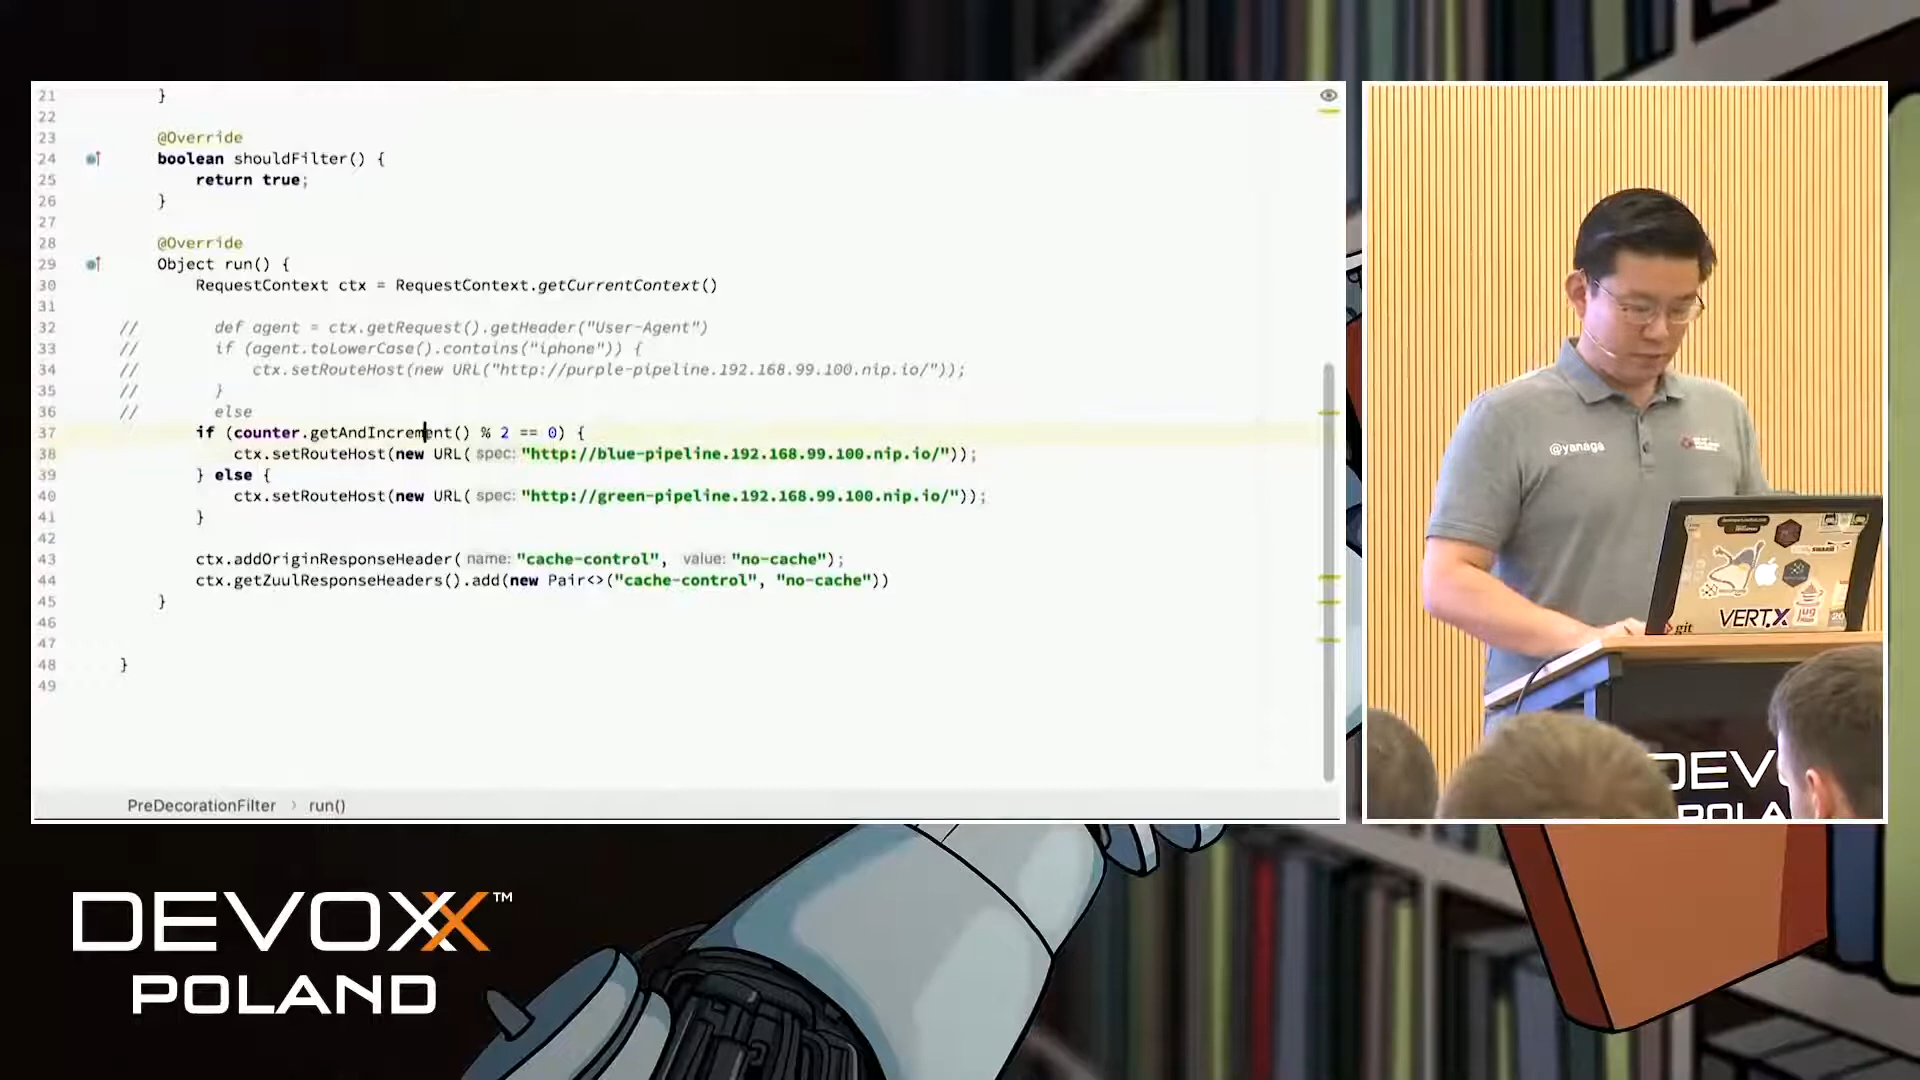 21 }
22
23 @Override
24 boolean shouldFilter() {
25 return true;
26 }
27
28 @Override
29 Object run() {
30 RequestContext ctx = RequestContext.getCurrentContext()
31
32 // def agent = ctx.getRequest().getHeader("User-Agent")
33 // if (agent.toLowerCase().contains("iphone")) {
34 // ctx.setRouteHost(new URL("http://purple-pipeline.192.168.99.100.nip.io/"));
35 // }
36 // else
37 if (counter.getAndIncrement() % 2 == 0) {
38 ctx.setRouteHost(new URL( spec: "http://blue-pipeline.192.168.99.100.nip.io/"));
39 } else {
40 ctx.setRouteHost(new URL( spec: "http://green-pipeline.192.168.99.100.nip.io/"));
41 }
42
43 ctx.addOriginResponseHeader( name: "cache-control", value: "no-cache");
44 ctx.getZuulResponseHeaders().add(new Pair<>("cache-control", "no-cache"))
45 }
46
47
48 }
49
PreDecorationFilter › run()
@yanaga
VERT.X
jug
git
DEV
POLA
DEVOXX™
POLAND